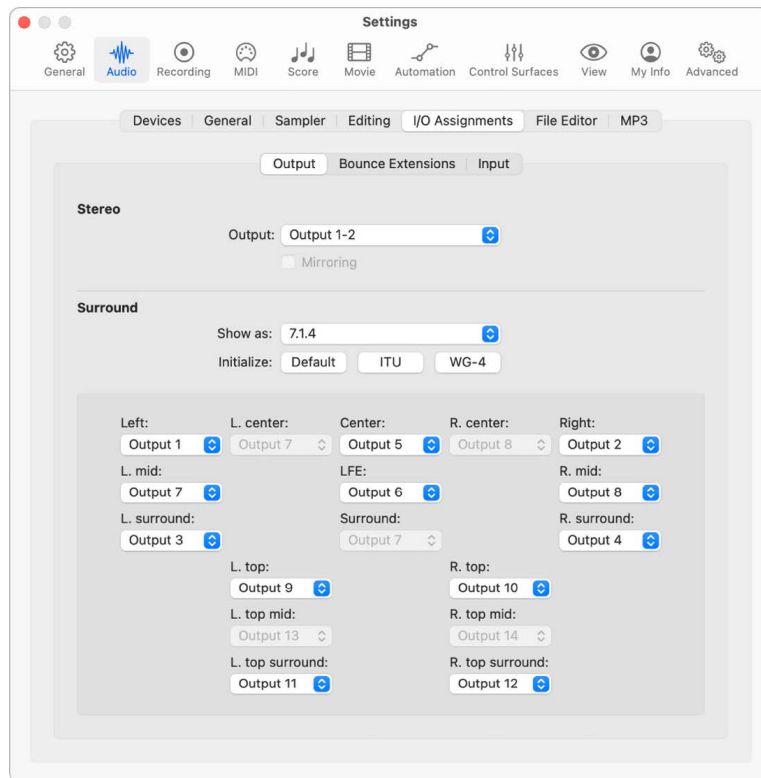 Settings
General Audio Recording MIDI Score Movie Automation Control Surfaces View My Info Advanced
Devices General Sampler Editing I/O Assignments File Editor MP3
Output Bounce Extensions Input
Stereo
Output: Output 1-2
Mirroring
Surround
Show as: 7.1.4
Initialize: Default ITU WG-4
Left: L. center: Center: R. center: Right:
Output 1 Output 7 Output 5 Output 8 Output 2
L. mid: LFE: R. mid:
Output 7 Output 6 Output 8
L. surround: Surround: R. surround:
Output 3 Output 7 Output 4
L. top: R. top:
Output 9 Output 10
L. top mid: R. top mid:
Output 13 Output 14
L. top surround: R. top surround:
Output 11 Output 12